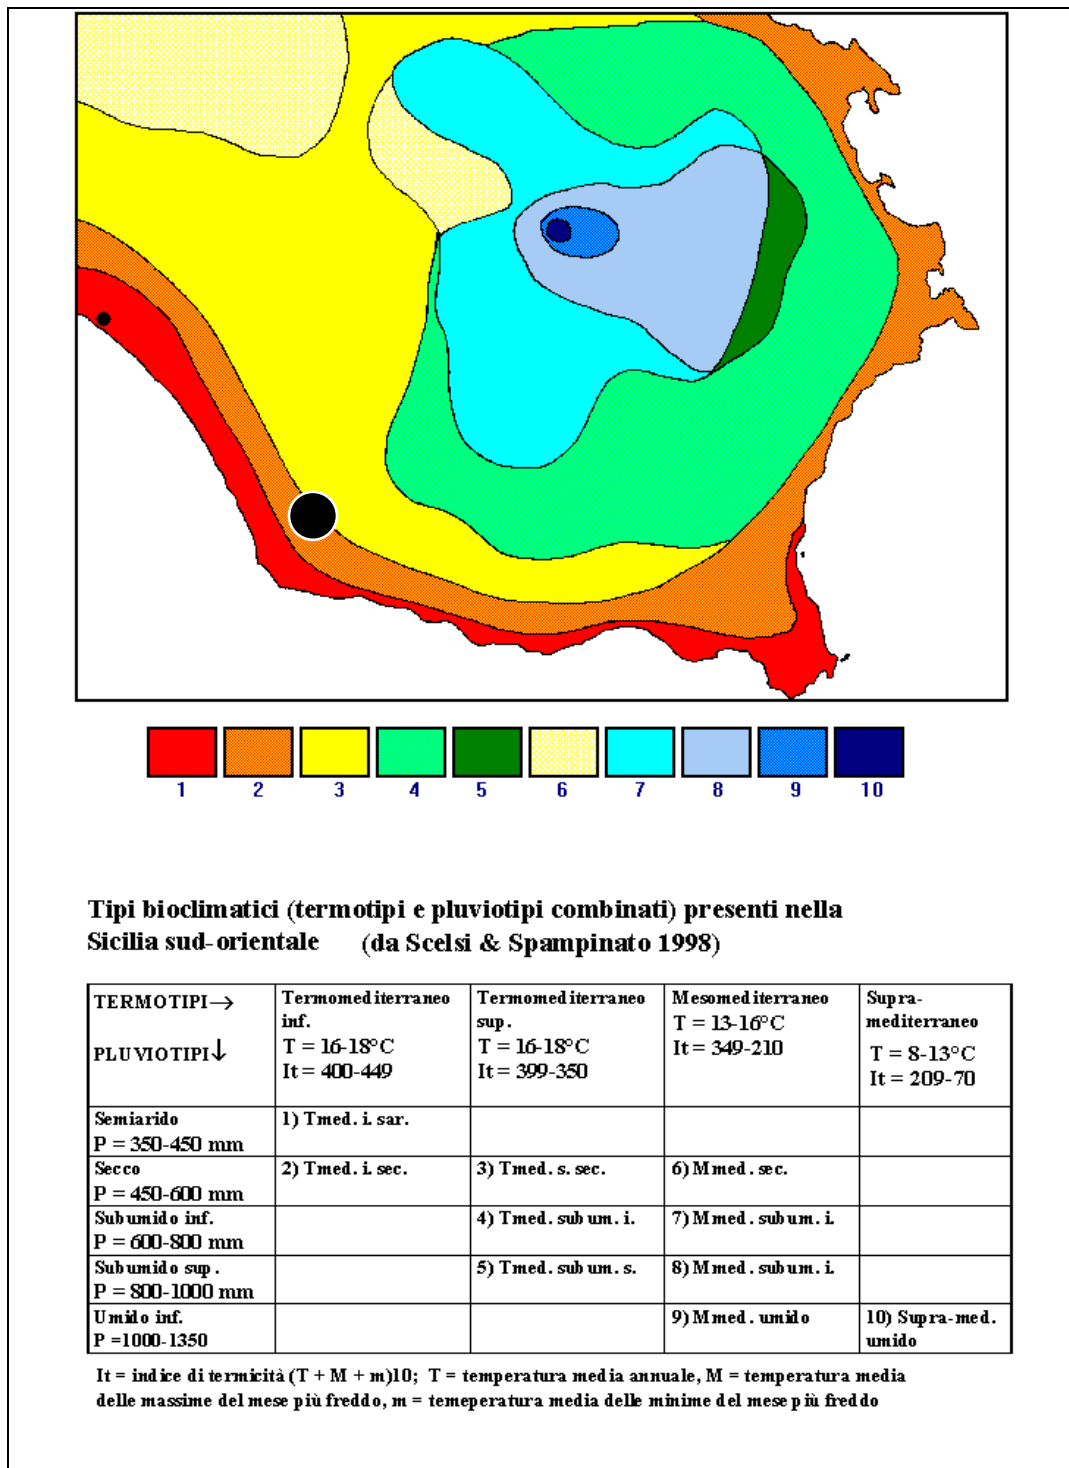 1 2 3 4 5 6 7 8 9 10
Tipi bioclimatici (termotipi e pluviotipi combinati) presenti nella
Sicilia sud-orientale (da Scelsi & Spampinato 1998)
TERMOTIPI→
PLUVIOTIPI↓
Termomediterraneo
inf.
T = 16-18°C
It = 400-449
Termomediterraneo
sup.
T = 16-18°C
It = 399-350
Mesomediterraneo
T = 13-16°C
It = 349-210
Supra-
mediterraneo
T = 8-13°C
It = 209-70
Semiarido
P = 350-450 mm
1) Tmed. i. sar.
Secco
P = 450-600 mm
2) Tmed. i. sec.
3) Tmed. s. sec.
6) Mmed. sec.
Subumido inf.
P = 600-800 mm
4) Tmed. subum. i.
7) Mmed. subum. i.
Subumido sup.
P = 800-1000 mm
5) Tmed. subum. s.
8) Mmed. subum. i.
Umido inf.
P =1000-1350
9) Mmed. umido
10) Supra-med.
umido
It = indice di termicità (T + M + m)10; T = temperatura media annuale, M = temperatura media
delle massime del mese più freddo, m = temeperatura media delle minime del mese più freddo